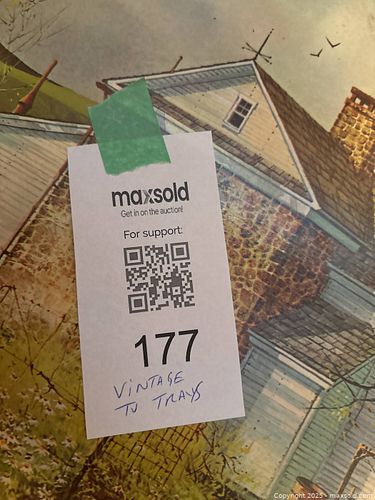 maxsold
Get in on the auction!
For support:
177
VINTAGE
TV TRAYS
Copyright 2025 - maxsold.com